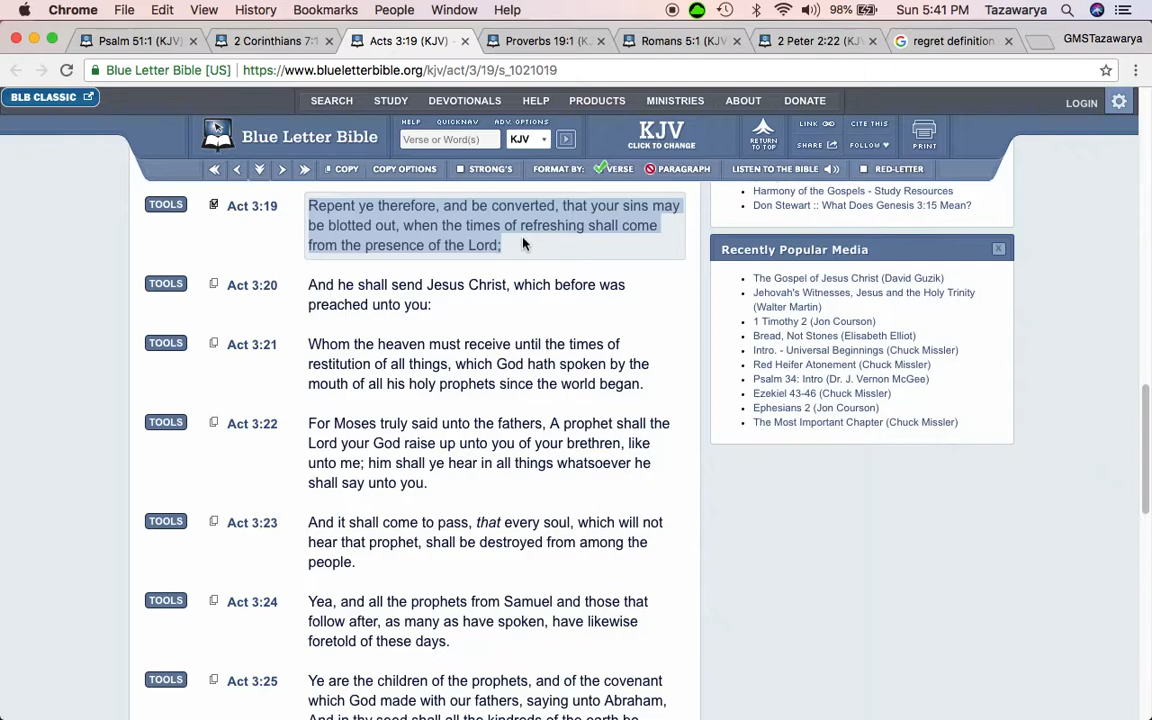 Chrome File Edit View History Bookmarks People Window Help 98% Sun 5:41 PM Tazawarya
Psalm 51:1 (KJV) × 2 Corinthians 7:1 × Acts 3:19 (KJV) - × Proverbs 19:1 (KJV × Romans 5:1 (KJV) × 2 Peter 2:22 (KJV × regret definition × GMSTazawarya
Blue Letter Bible [US] https://www.blueletterbible.org/kjv/act/3/19/s_1021019
BLB CLASSIC SEARCH STUDY DEVOTIONALS HELP PRODUCTS MINISTRIES ABOUT DONATE LOGIN
Blue Letter Bible
HELP QUICKNAV ADV. OPTIONS
Verse or Word(s) KJV
KJV
CLICK TO CHANGE
RETURN
TO TOP
LINK CITE THIS
SHARE FOLLOW
PRINT
COPY COPY OPTIONS STRONG'S FORMAT BY: VERSE PARAGRAPH LISTEN TO THE BIBLE RED-LETTER
TOOLS Act 3:19 Repent ye therefore, and be converted, that your sins may
be blotted out, when the times of refreshing shall come
from the presence of the Lord;
TOOLS Act 3:20 And he shall send Jesus Christ, which before was
preached unto you:
TOOLS Act 3:21 Whom the heaven must receive until the times of
restitution of all things, which God hath spoken by the
mouth of all his holy prophets since the world began.
TOOLS Act 3:22 For Moses truly said unto the fathers, A prophet shall the
Lord your God raise up unto you of your brethren, like
unto me; him shall ye hear in all things whatsoever he
shall say unto you.
TOOLS Act 3:23 And it shall come to pass, that every soul, which will not
hear that prophet, shall be destroyed from among the
people.
TOOLS Act 3:24 Yea, and all the prophets from Samuel and those that
follow after, as many as have spoken, have likewise
foretold of these days.
TOOLS Act 3:25 Ye are the children of the prophets, and of the covenant
which God made with our fathers, saying unto Abraham,
And in thy seed shall all the kindreds of the earth be
Harmony of the Gospels - Study Resources
Don Stewart :: What Does Genesis 3:15 Mean?
Recently Popular Media
The Gospel of Jesus Christ (David Guzik)
Jehovah's Witnesses, Jesus and the Holy Trinity
(Walter Martin)
1 Timothy 2 (Jon Courson)
Bread, Not Stones (Elisabeth Elliot)
Intro. - Universal Beginnings (Chuck Missler)
Red Heifer Atonement (Chuck Missler)
Psalm 34: Intro (Dr. J. Vernon McGee)
Ezekiel 43-46 (Chuck Missler)
Ephesians 2 (Jon Courson)
The Most Important Chapter (Chuck Missler)